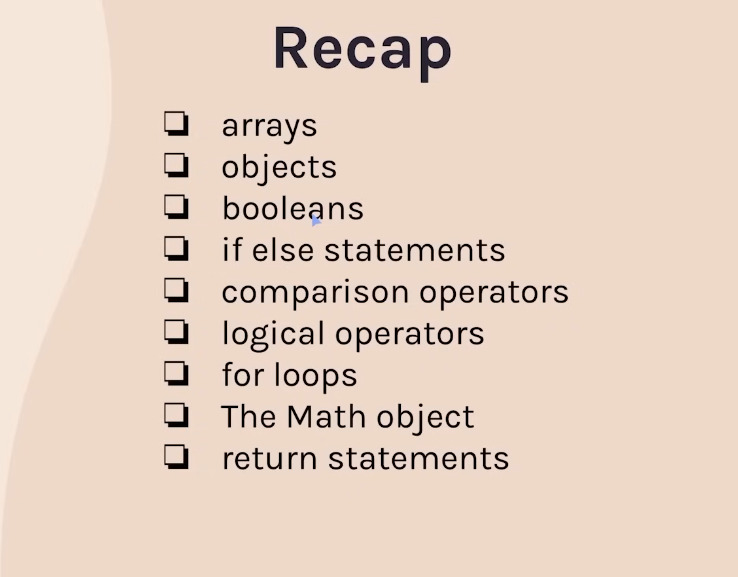 Recap
❏ arrays
❏ objects
❏ booleans
❏ if else statements
❏ comparison operators
❏ logical operators
❏ for loops
❏ The Math object
❏ return statements